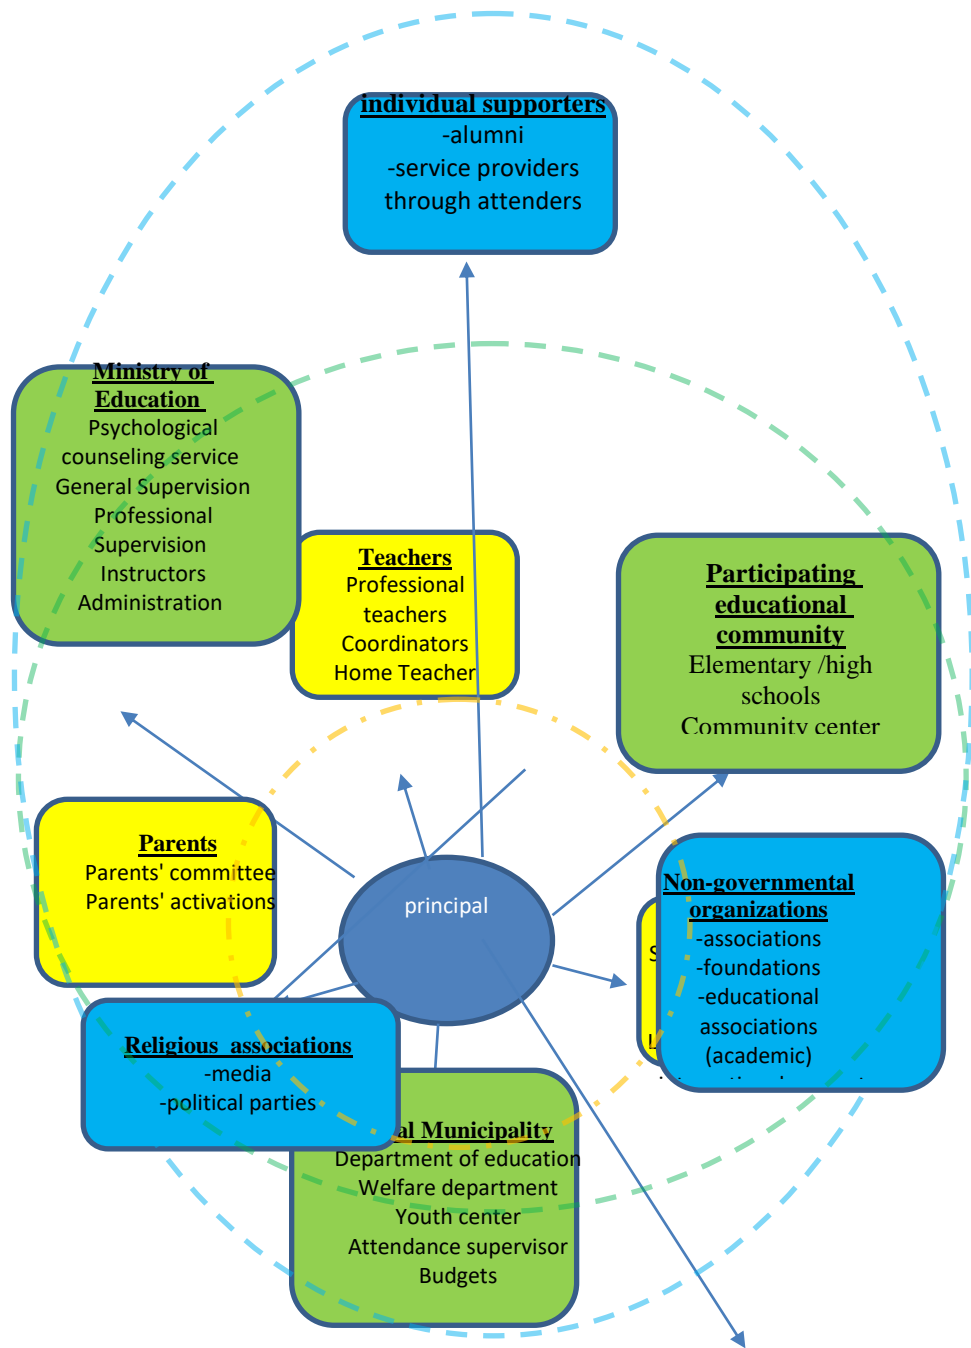 individual supporters
-alumni
-service providers
through attenders
Ministry of
Education
Psychological
counseling service
General Supervision
Professional
Supervision
Instructors
Administration
Teachers
Professional
teachers
Coordinators
Home Teacher
Participating
educational
community
Elementary /high
schools
Community center
Parents
Parents' committee
Parents' activations
principal
Non-governmental
organizations
-associations
-foundations
-educational
associations
(academic)
Religious associations
-media
-political parties
Municipality
Department of education
Welfare department
Youth center
Attendance supervisor
Budgets